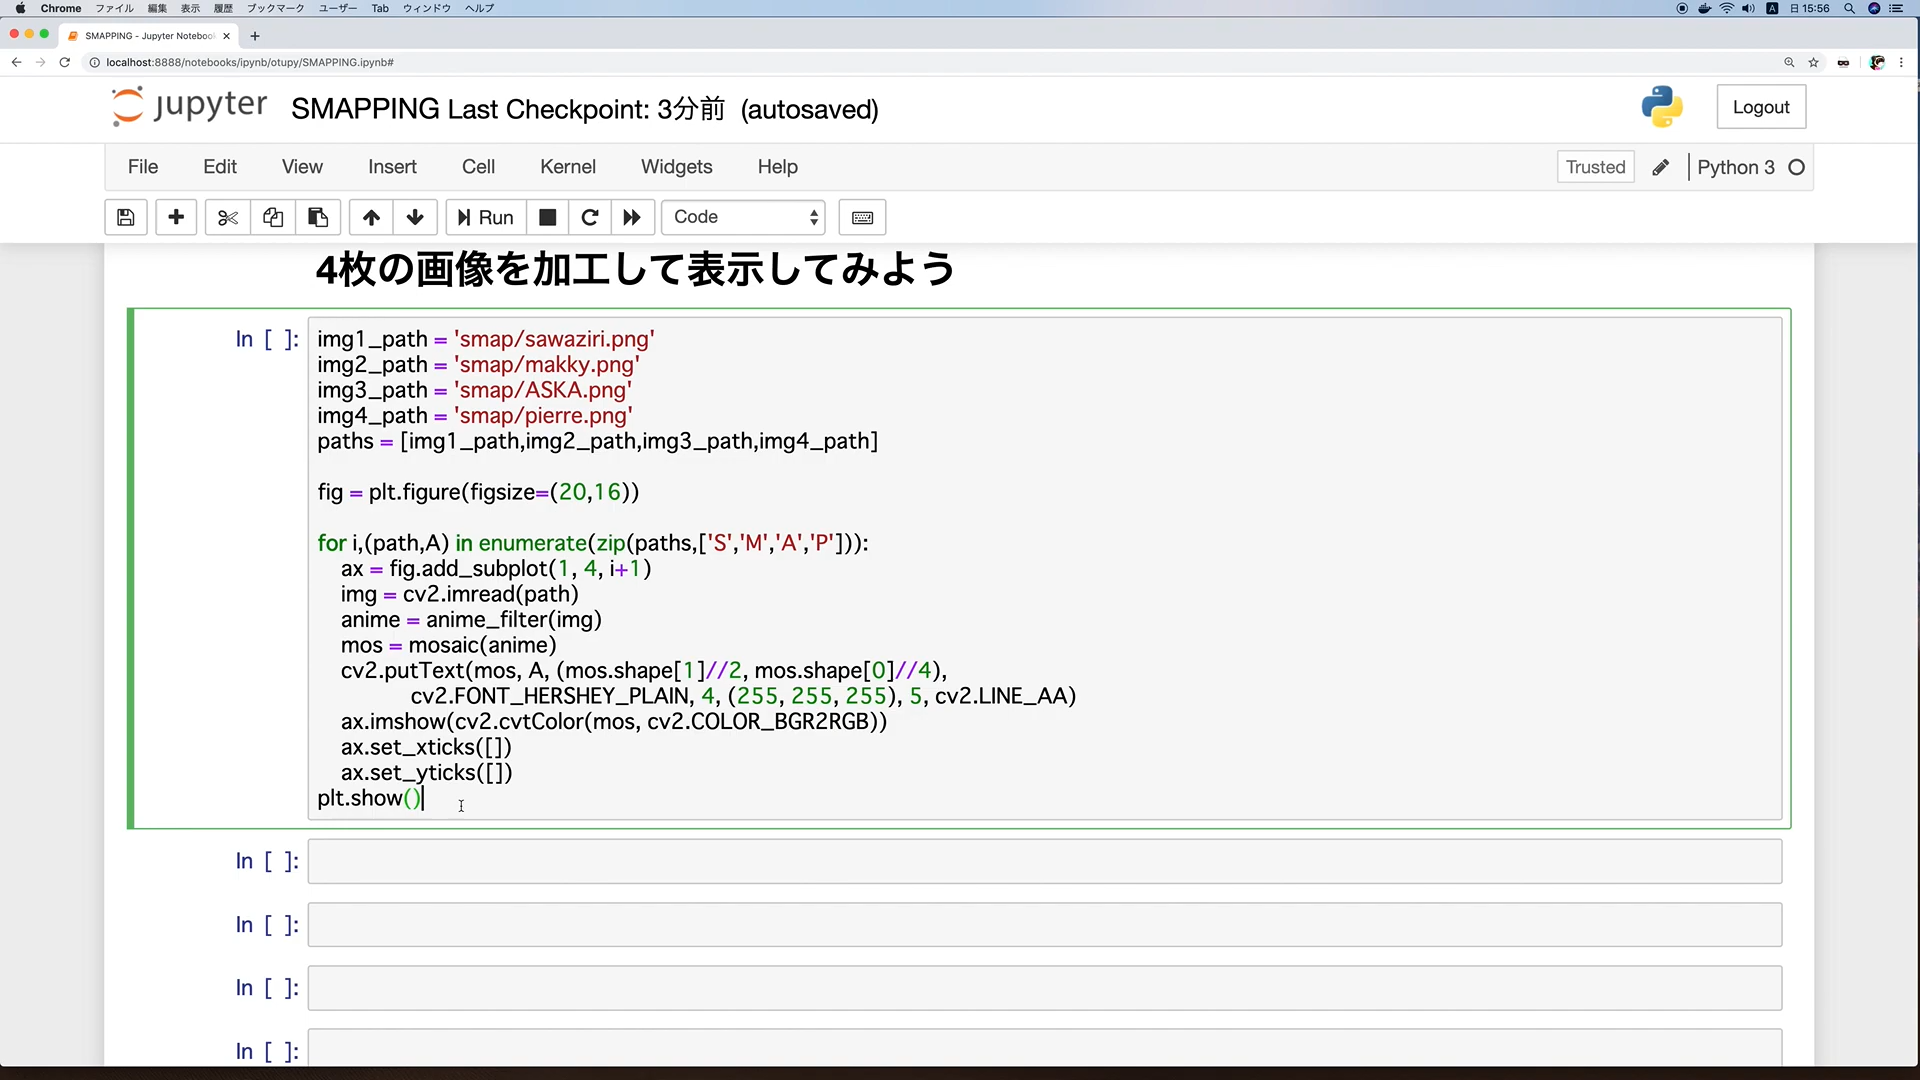 Chrome ファイル 編集 表示 履歴 ブックマーク ユーザー Tab ウィンドウ ヘルプ A 日 15:56
SMAPPING - Jupyter Notebook
localhost:8888/notebooks/ipynb/otupy/SMAPPING.ipynb#
jupyter SMAPPING Last Checkpoint: 3分前 (autosaved) Logout
File Edit View Insert Cell Kernel Widgets Help Trusted Python 3
Run Code
4枚の画像を加工して表示してみよう
In [ ]:
img1_path = 'smap/sawaziri.png'
img2_path = 'smap/makky.png'
img3_path = 'smap/ASKA.png'
img4_path = 'smap/pierre.png'
paths = [img1_path,img2_path,img3_path,img4_path]
fig = plt.figure(figsize=(20,16))
for i,(path,A) in enumerate(zip(paths,['S','M','A','P'])):
ax = fig.add_subplot(1, 4, i+1)
img = cv2.imread(path)
anime = anime_filter(img)
mos = mosaic(anime)
cv2.putText(mos, A, (mos.shape[1]//2, mos.shape[0]//4),
cv2.FONT_HERSHEY_PLAIN, 4, (255, 255, 255), 5, cv2.LINE_AA)
ax.imshow(cv2.cvtColor(mos, cv2.COLOR_BGR2RGB))
ax.set_xticks([])
ax.set_yticks([])
plt.show()
In [ ]:
In [ ]:
In [ ]:
In [ ]: